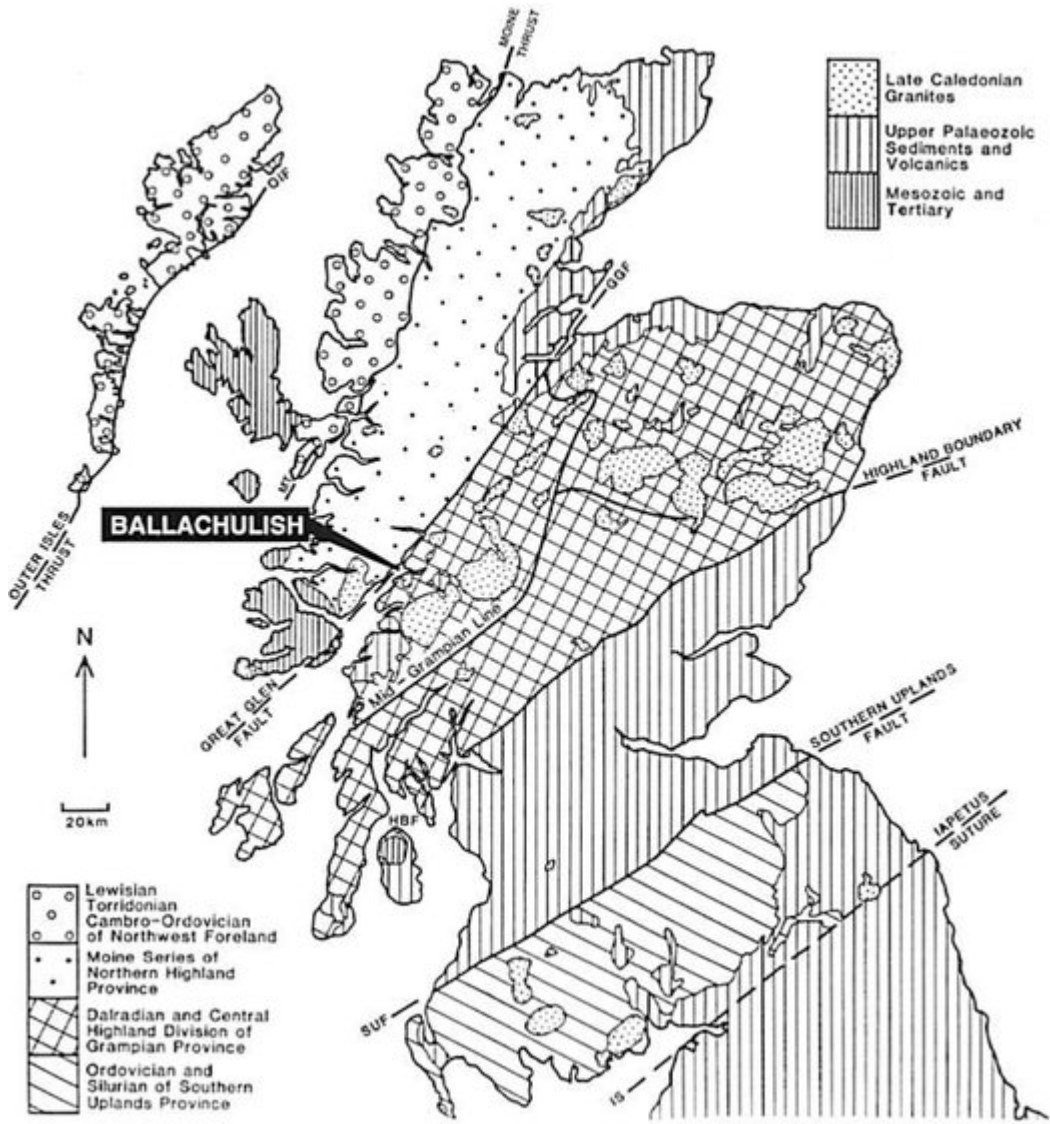 MOINE
THRUST
Late Caledonian
Granites
Upper Palaeozoic
Sediments and
Volcanics
Mesozoic and
Tertiary
OIF
GGF
HIGHLAND BOUNDARY
FAULT
MT
BALLACHULISH
OUTER ISLES
THRUST
N
Mid-Grampian Line
GREAT GLEN
FAULT
SOUTHERN UPLANDS
FAULT
20km
HBF
IAPETUS
SUTURE
Lewisian
Torridonian
Cambro-Ordovician
of Northwest Foreland
Moine Series of
Northern Highland
Province
Dalradian and Central
Highland Division of
Grampian Province
Ordovician and
Silurian of Southern
Uplands Province
SUF
IS